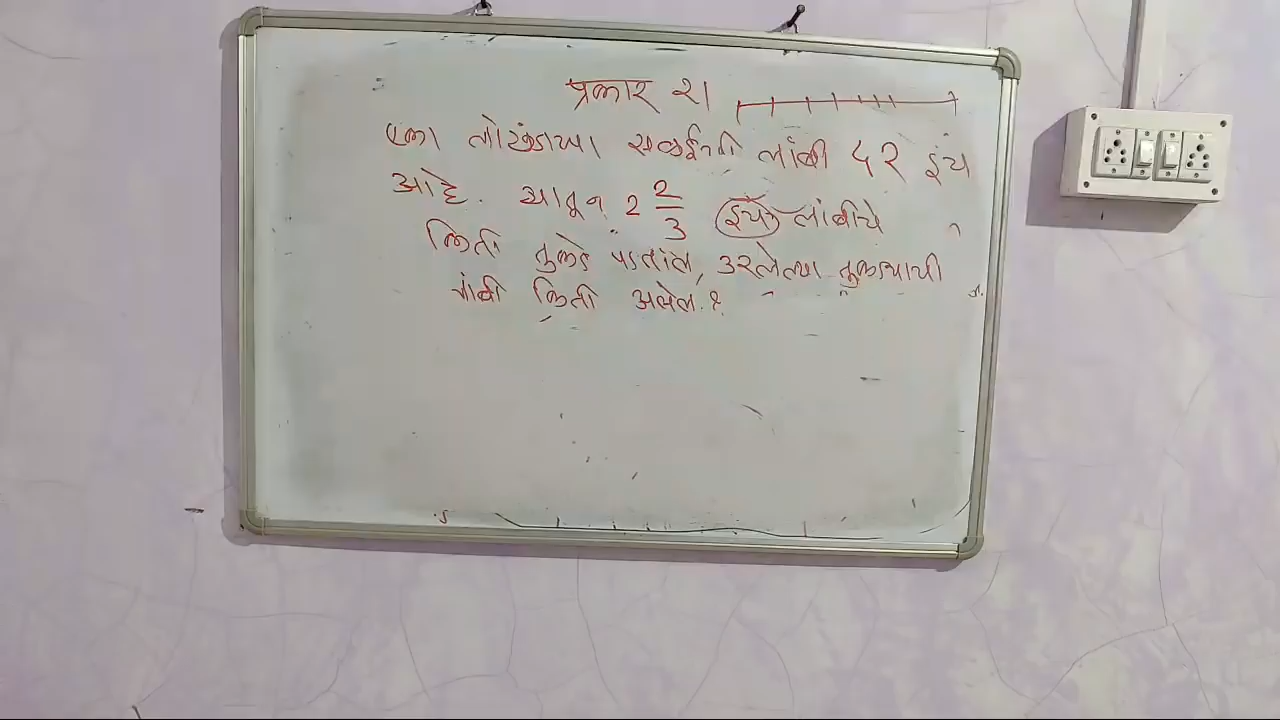 प्रकार २१
एका लोखंडाच्या सळईची लांबी ५२ इंच
आहे. यातून 2 2/3 इंच लांबीचे
किती तुकडे पडतील, उरलेल्या तुकड्याची
लांबी किती असेल.?